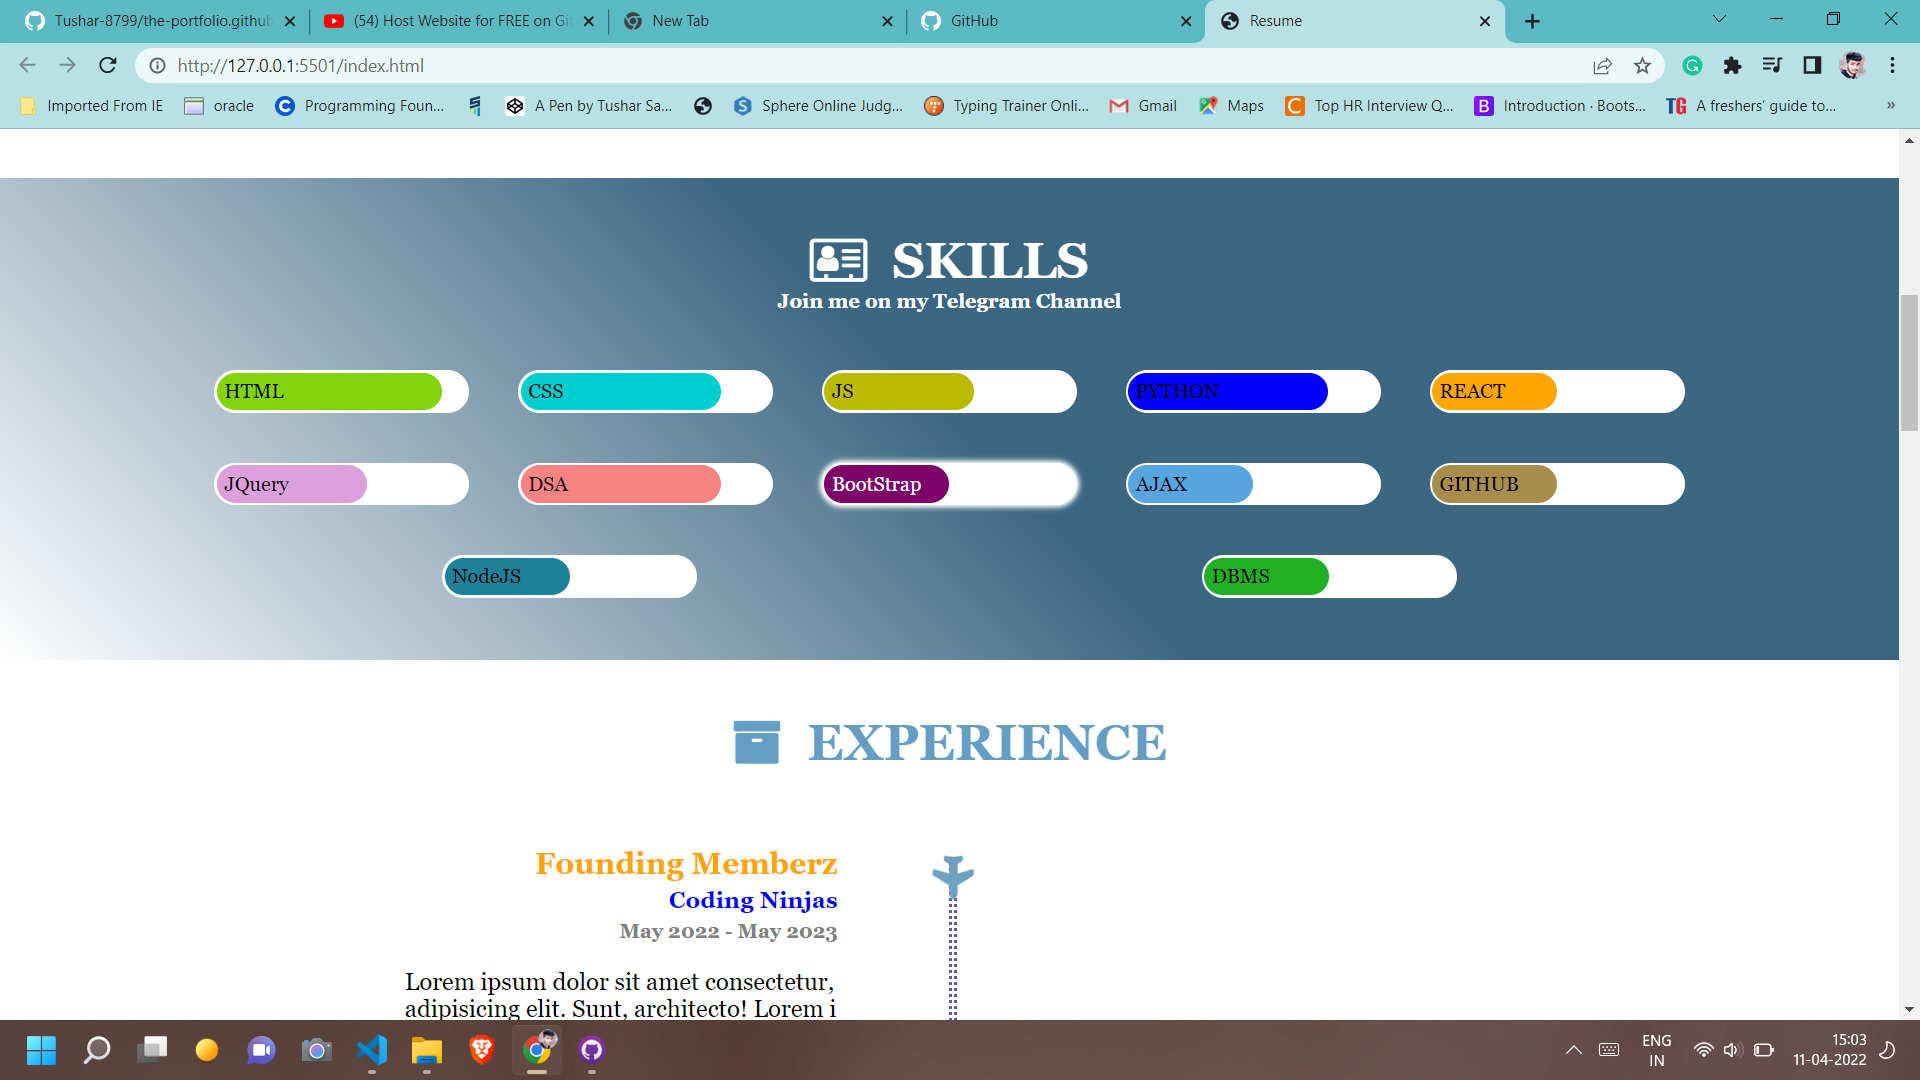 Tushar-8799/the-portfolio.github
(54) Host Website for FREE on Git
New Tab
GitHub
Resume
http://127.0.0.1:5501/index.html
Imported From IE
oracle
Programming Foun...
A Pen by Tushar Sa...
Sphere Online Judg...
Typing Trainer Onli...
Gmail
Maps
Top HR Interview Q...
Introduction · Boots...
A freshers' guide to...
»
SKILLS
Join me on my Telegram Channel
HTML
CSS
JS
PYTHON
REACT
JQuery
DSA
BootStrap
AJAX
GITHUB
NodeJS
DBMS
EXPERIENCE
Founding Memberz
Coding Ninjas
May 2022 - May 2023
Lorem ipsum dolor sit amet consectetur,
adipisicing elit. Sunt, architecto! Lorem i
ENG
IN
15:03
11-04-2022